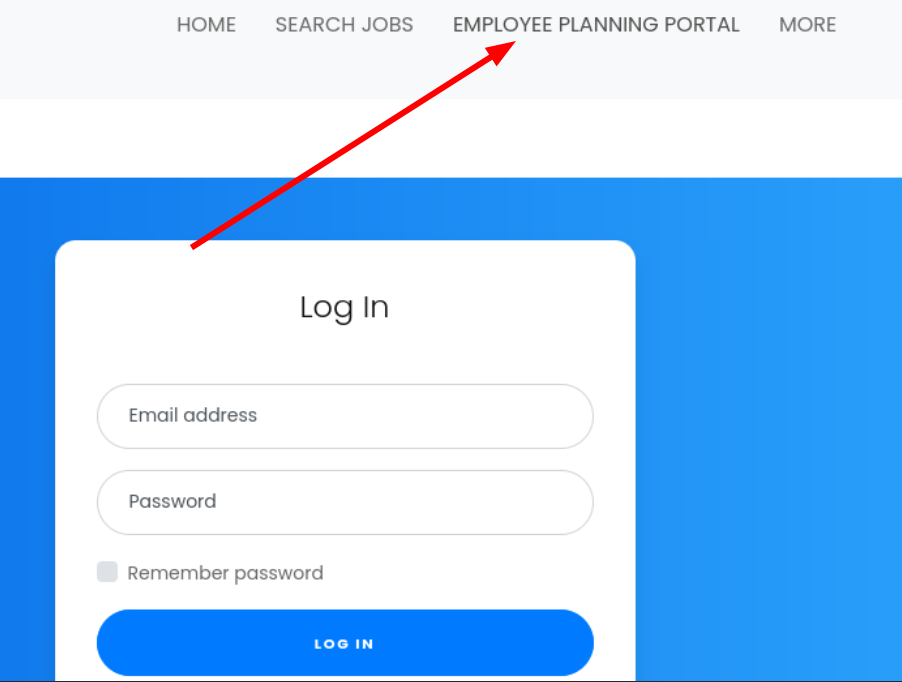 HOME SEARCH JOBS EMPLOYEE PLANNING PORTAL MORE
Log In
Email address
Password
Remember password
LOG IN